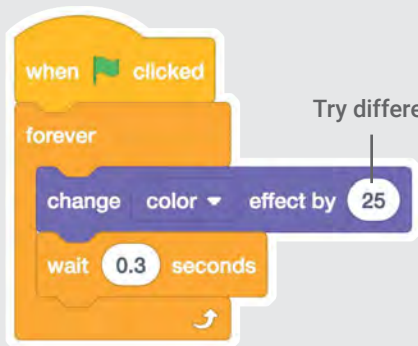 when clicked
Try differe
forever
change color effect by 25
wait 0.3 seconds